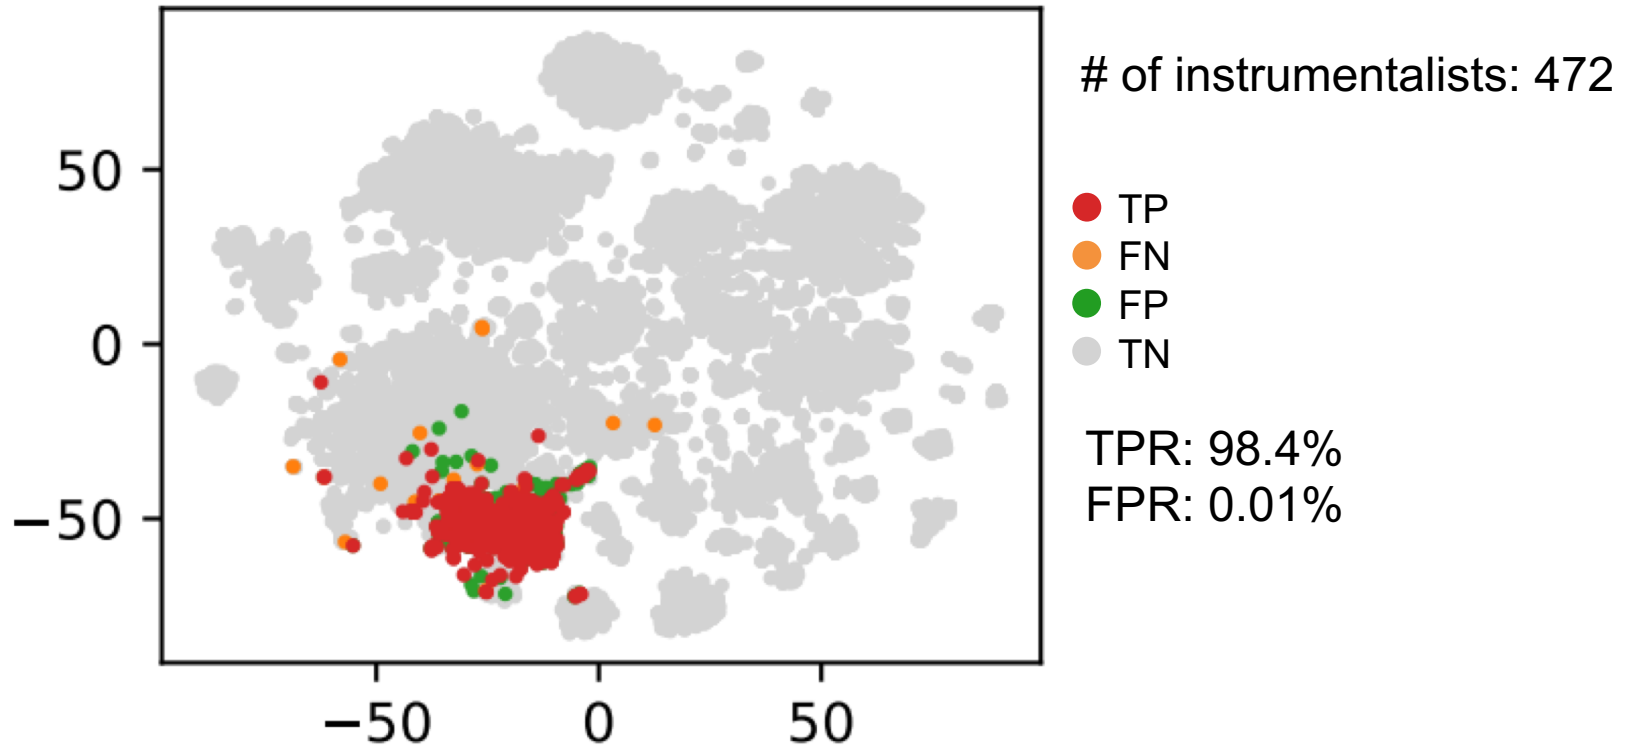 # of instrumentalists: 472
50
0
−50
−50
0
50
TP
FN
FP
TN
TPR: 98.4%
FPR: 0.01%